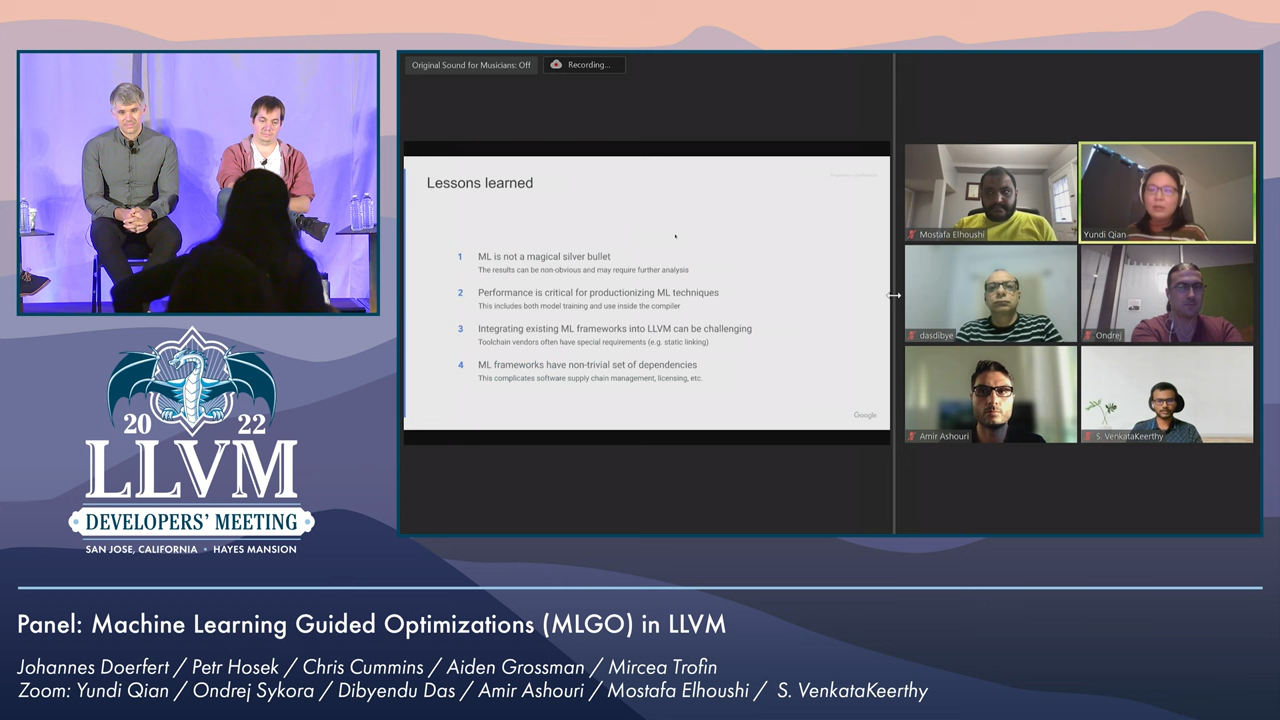 Original Sound for Musicians: Off
Recording...
Lessons learned
1 ML is not a magical silver bullet
The results can be non-obvious and may require further analysis
2 Performance is critical for productionizing ML techniques
This includes both model training and use inside the compiler
3 Integrating existing ML frameworks into LLVM can be challenging
Toolchain vendors often have special requirements (e.g. static linking)
4 ML frameworks have non-trivial set of dependencies
This complicates software supply chain management, licensing, etc.
Google
Mostafa Elhoushi
Yundi Qian
dasdibye
Ondrej
Amir Ashouri
S. VenkataKeerthy
20 22
LLVM
DEVELOPERS' MEETING
SAN JOSE, CALIFORNIA • HAYES MANSION
Panel: Machine Learning Guided Optimizations (MLGO) in LLVM
Johannes Doerfert / Petr Hosek / Chris Cummins / Aiden Grossman / Mircea Trofin
Zoom: Yundi Qian / Ondrej Sykora / Dibyendu Das / Amir Ashouri / Mostafa Elhoushi / S. VenkataKeerthy